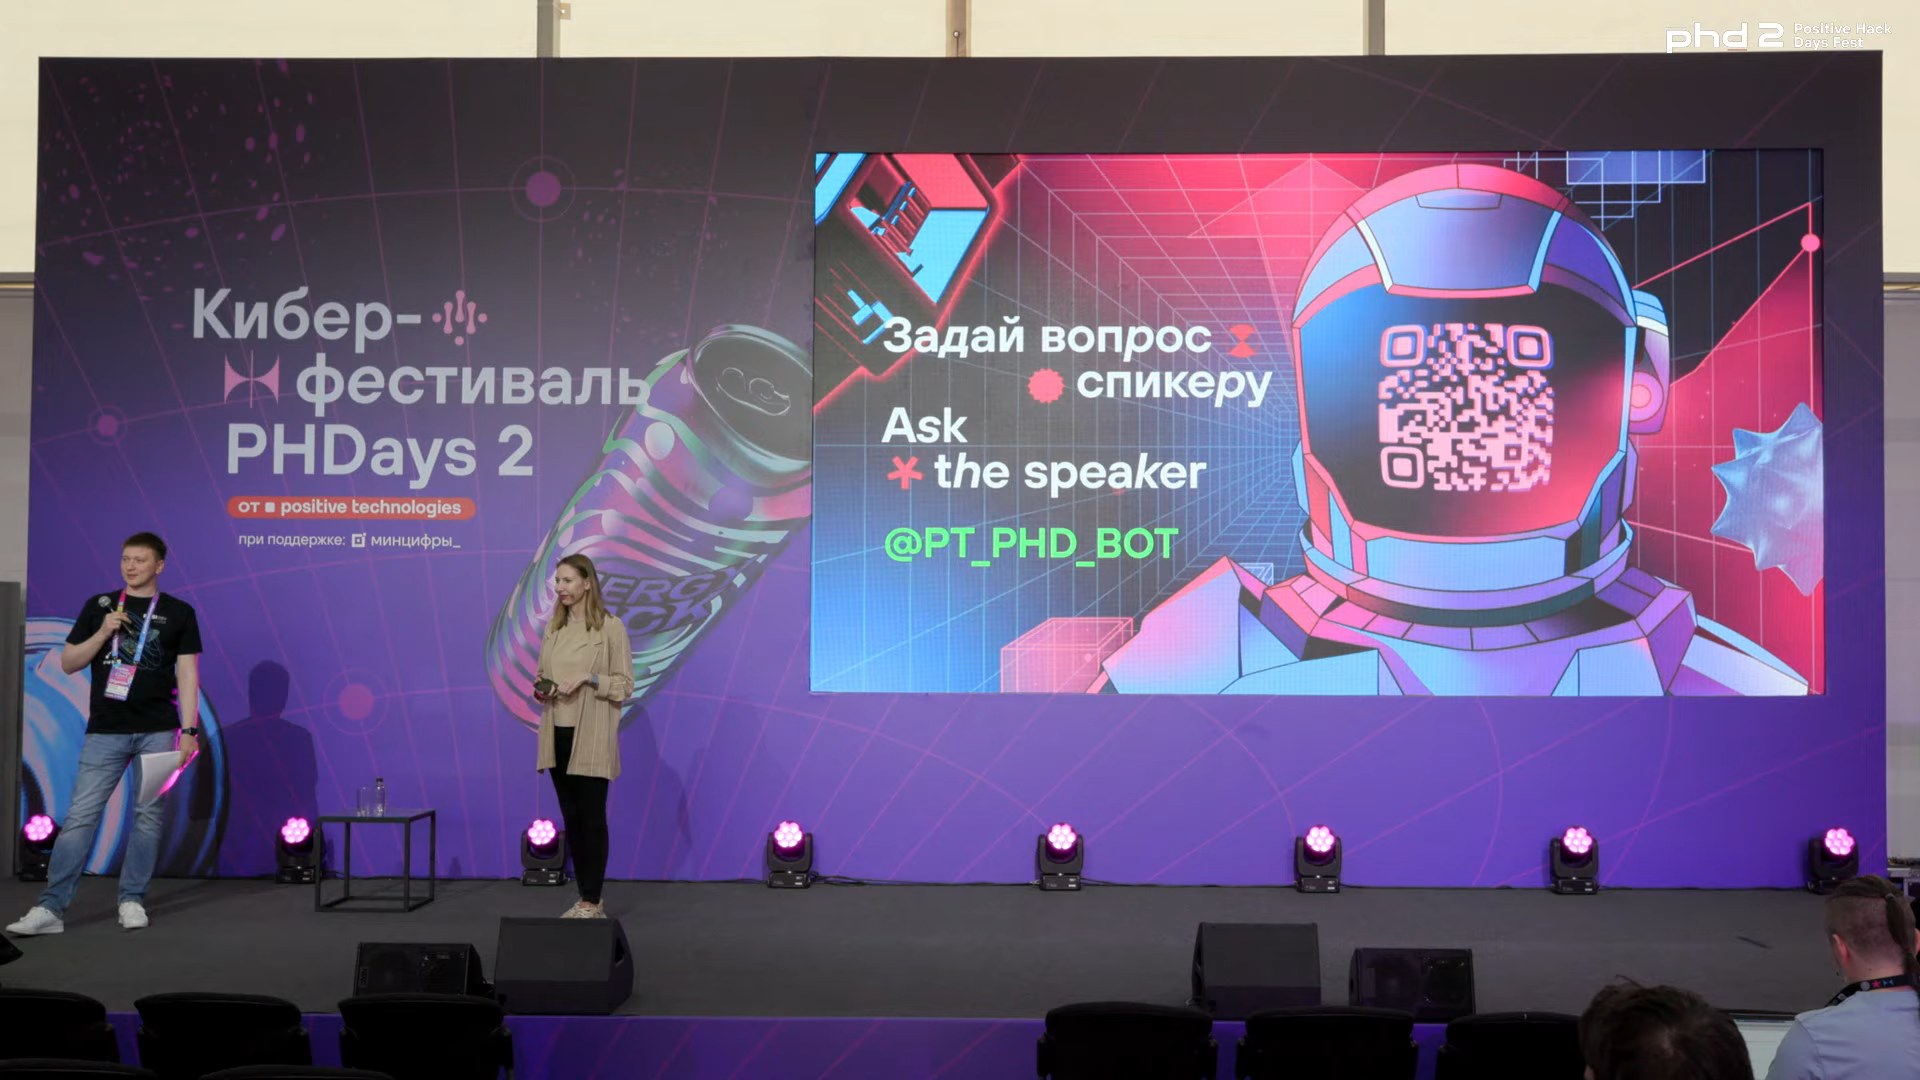 phd 2
Positive Hack
Days Fest
Кибер-
фестиваль
PHDays 2
от positive technologies
при поддержке: минцифры_
Задай вопрос
спикеру
Ask
the speaker
@PT_PHD_BOT